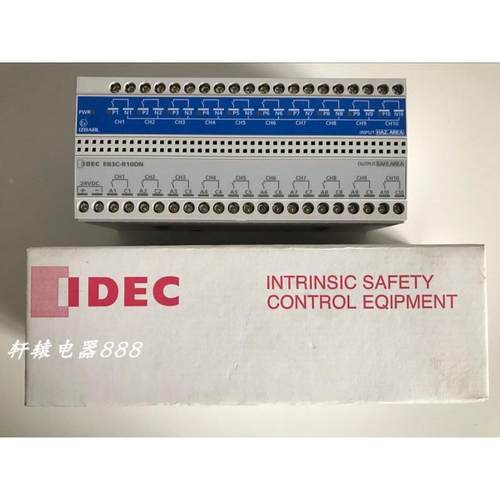 PWR P1 N1 P2 N2 P3 N3 P4 N4 P5 N5 P6 N6 P7 N7 P8 N8 P9 N9 P10 N10
CH1 CH2 CH3 CH4 CH5 CH6 CH7 CH8 CH9 CH10
INPUT HAZ.AREA
IDEC EB3C-R10DN OUTPUT SAFE AREA
24VDC CH1 CH2 CH3 CH4 CH5 CH6 CH7 CH8 CH9 CH10
+ − A1 C1 A2 C2 A3 C3 A4 C4 A5 C5 A6 C6 A7 C7 A8 C8 A9 C9 A10 C10
IDEC
INTRINSIC SAFETY
CONTROL EQIPMENT
轩雅电器888